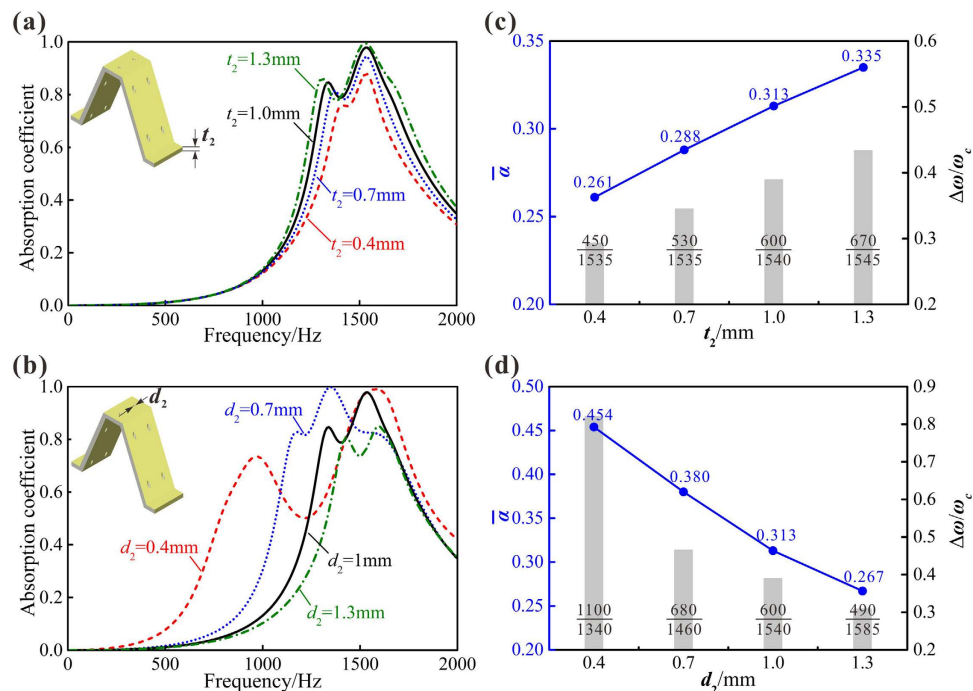 (a)
Absorption coefficient
1.0
0.8
0.6
0.4
0.2
0.0
t₂
t₂=1.3mm
t₂=1.0mm
t₂=0.7mm
t₂=0.4mm
0 500 1000 1500 2000
Frequency/Hz
(c)
ᾱ
0.35
0.30
0.25
0.20
0.261
0.288
0.313
0.335
450 530 600 670
1535 1535 1540 1545
0.6
0.5
0.4
0.3
0.2
Δω/ω_c
0.4 0.7 1.0 1.3
t₂/mm
(b)
Absorption coefficient
1.0
0.8
0.6
0.4
0.2
0.0
d₂
d₂=0.7mm
d₂=0.4mm
d₂=1mm
d₂=1.3mm
0 500 1000 1500 2000
Frequency/Hz
(d)
ᾱ
0.50
0.45
0.40
0.35
0.30
0.25
0.20
0.454
0.380
0.313
0.267
1100 680 600 490
1340 1460 1540 1585
0.9
0.8
0.7
0.6
0.5
0.4
0.3
0.2
Δω/ω_c
0.4 0.7 1.0 1.3
d₂/mm